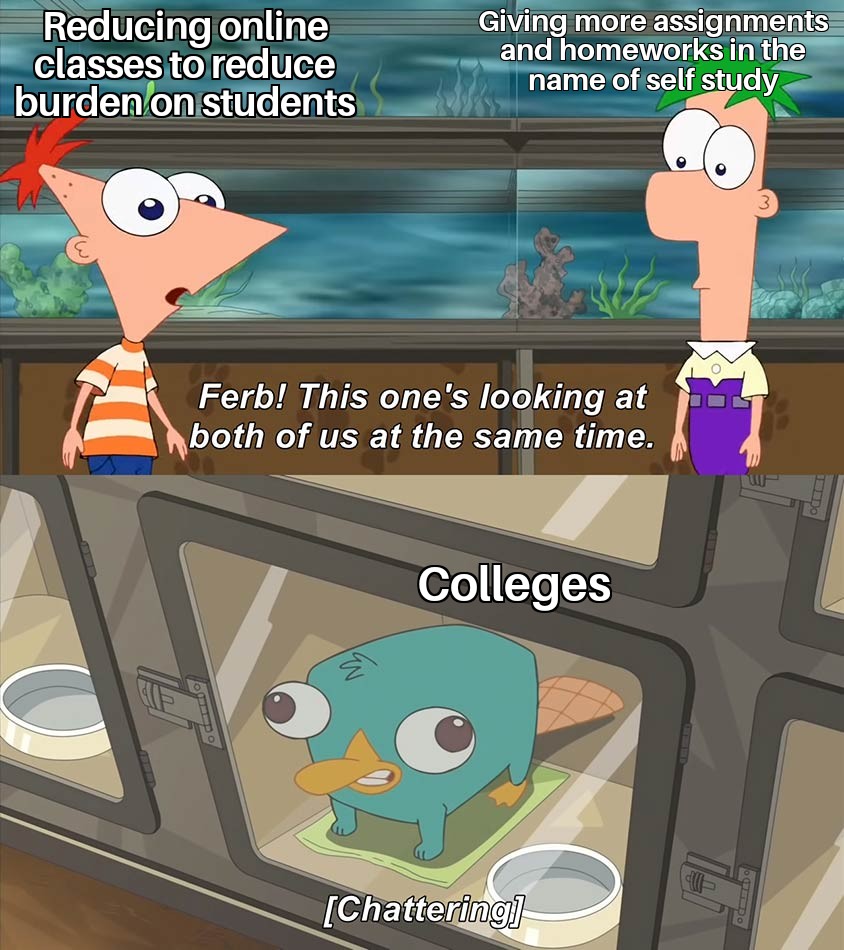 Reducing online
classes to reduce
burden on students
Giving more assignments
and homeworks in the
name of self study
Ferb! This one's looking at
both of us at the same time.
Colleges
[Chattering]